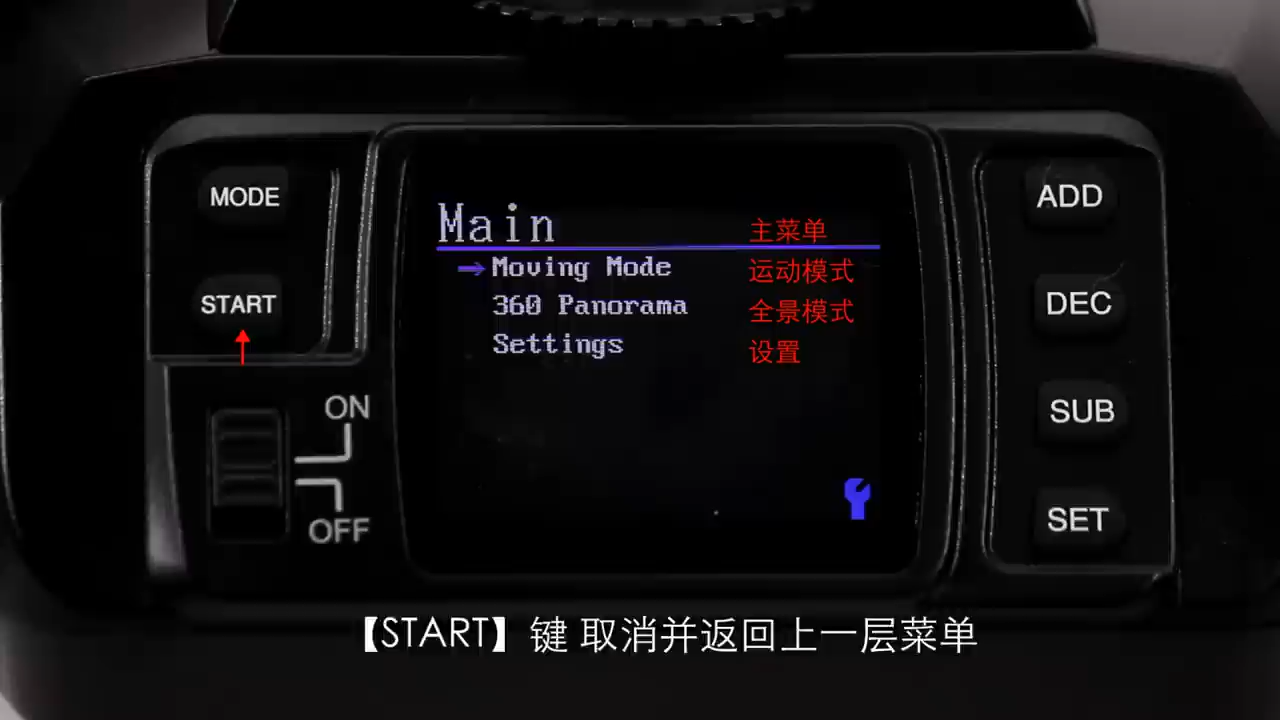 MODE
START
ON
OFF
Main 主菜单
Moving Mode 运动模式
360 Panorama 全景模式
Settings 设置
ADD
DEC
SUB
SET
【START】键 取消并返回上一层菜单